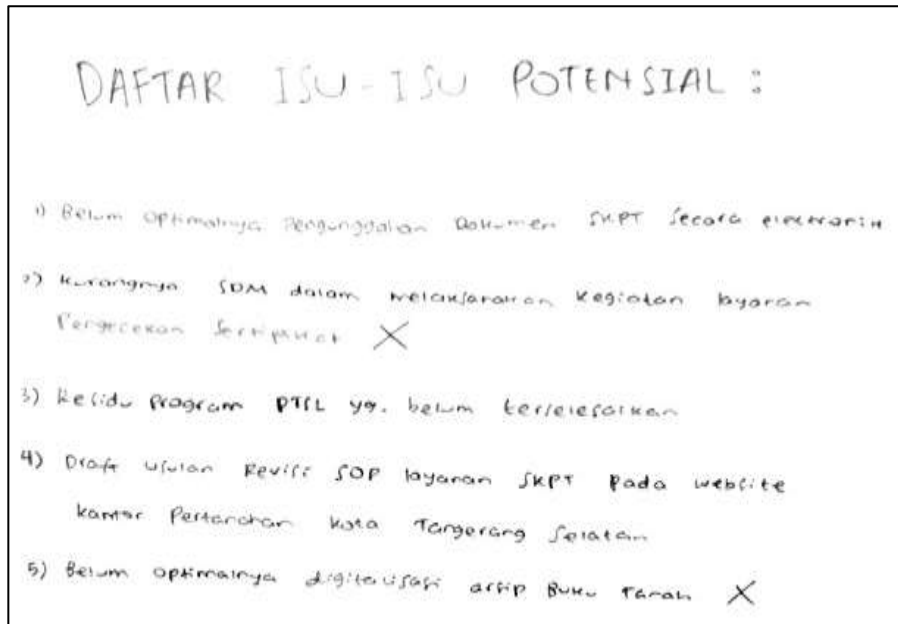 DAFTAR ISU-ISU POTENSIAL :
1) Belum optimalnya Pengunggahan Dokumen SKPT Secara electronik
2) Kurangnya SDM dalam melaksanakan kegiatan layanan
Pengecekan Sertipikat X
3) Residu Program PTSL yg. belum terselesaikan
4) Draft usulan Revisi SOP layanan SKPT pada website
kantor Pertanahan Kota Tangerang Selatan
5) Belum optimalnya digitalisasi arsip Buku Tanah X